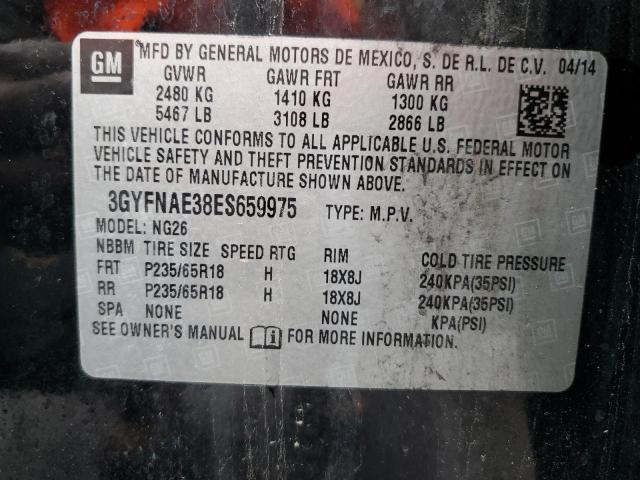 GM
MFD BY GENERAL MOTORS DE MEXICO, S. DE R.L. DE C.V. 04/14
GVWR GAWR FRT GAWR RR
2480 KG 1410 KG 1300 KG
5467 LB 3108 LB 2866 LB
THIS VEHICLE CONFORMS TO ALL APPLICABLE U.S. FEDERAL MOTOR
VEHICLE SAFETY AND THEFT PREVENTION STANDARDS IN EFFECT ON
THE DATE OF MANUFACTURE SHOWN ABOVE.
3GYFNAE38ES659975 TYPE: M.P.V.
MODEL: NG26
NBBM TIRE SIZE SPEED RTG RIM COLD TIRE PRESSURE
FRT P235/65R18 H 18X8J 240KPA(35PSI)
RR P235/65R18 H 18X8J 240KPA(35PSI)
SPA NONE NONE KPA(PSI)
SEE OWNER'S MANUAL FOR MORE INFORMATION.